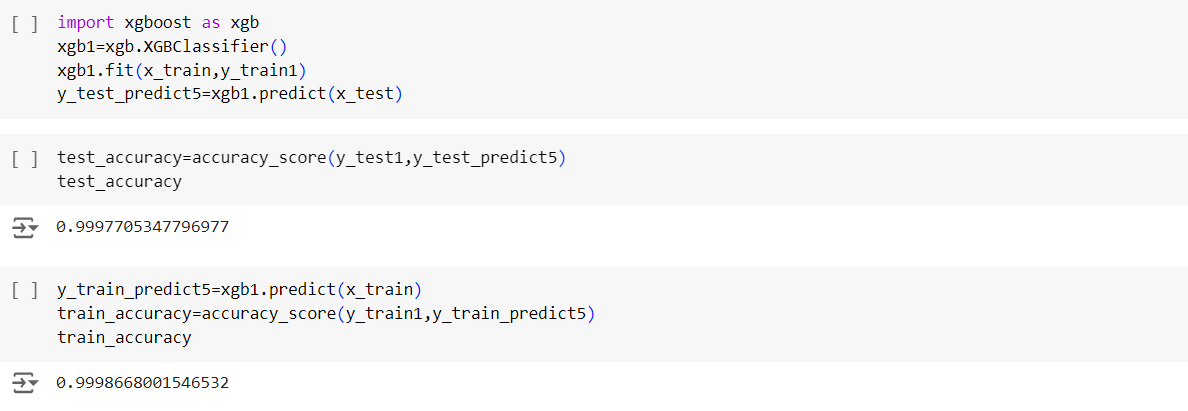 [ ] import xgboost as xgb
xgb1=xgb.XGBClassifier()
xgb1.fit(x_train,y_train1)
y_test_predict5=xgb1.predict(x_test)
[ ] test_accuracy=accuracy_score(y_test1,y_test_predict5)
test_accuracy
0.9997705347796977
[ ] y_train_predict5=xgb1.predict(x_train)
train_accuracy=accuracy_score(y_train1,y_train_predict5)
train_accuracy
0.9998668001546532